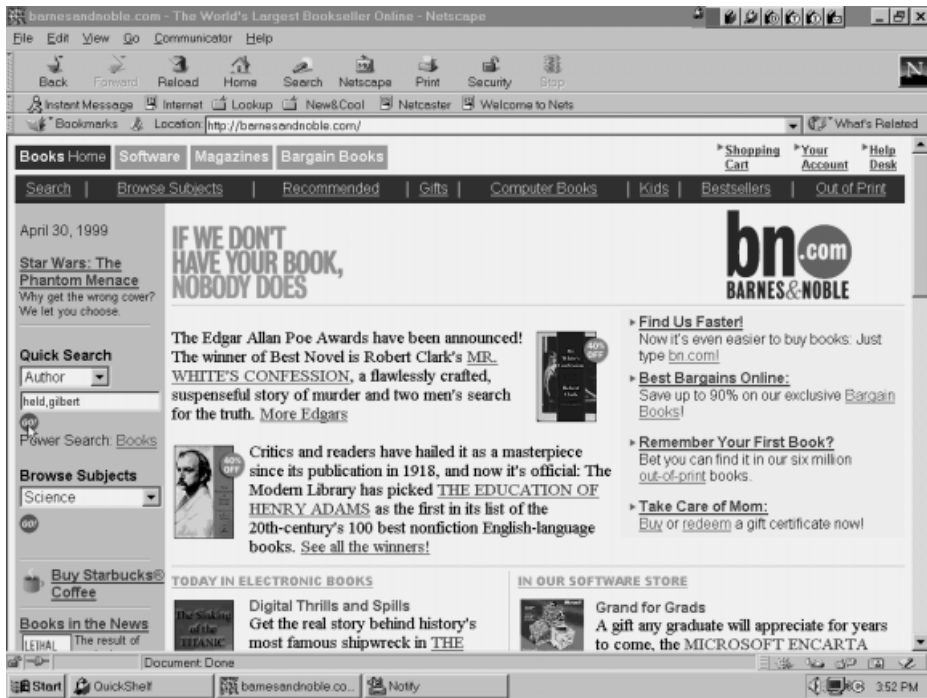 barnesandnoble.com - The World's Largest Bookseller Online - Netscape
File Edit View Go Communicator Help
Back Forward Reload Home Search Netscape Print Security Stop
Instant Message Internet Lookup New&Cool Netcaster Welcome to Nets
Bookmarks Location: http://barnesandnoble.com/ What's Related
Books Home Software Magazines Bargain Books
Shopping Cart
Your Account
Help Desk
Search | Browse Subjects | Recommended | Gifts | Computer Books | Kids | Bestsellers | Out of Print
April 30, 1999
Star Wars: The
Phantom Menace
Why get the wrong cover?
We let you choose.
Quick Search
Author
held,gilbert
GO!
Power Search: Books
Browse Subjects
Science
GO!
Buy Starbucks®
Coffee
Books in the News
LETHAL
The result of
IF WE DON'T
HAVE YOUR BOOK,
NOBODY DOES
bn.com
BARNES&NOBLE
The Edgar Allan Poe Awards have been announced!
The winner of Best Novel is Robert Clark's MR.
WHITE'S CONFESSION, a flawlessly crafted,
suspenseful story of murder and two men's search
for the truth. More Edgars
40% OFF
Critics and readers have hailed it as a masterpiece
since its publication in 1918, and now it's official: The
Modern Library has picked THE EDUCATION OF
HENRY ADAMS as the first in its list of the
20th-century's 100 best nonfiction English-language
books. See all the winners!
40% OFF
Find Us Faster!
Now it's even easier to buy books: Just
type bn.com!
Best Bargains Online:
Save up to 90% on our exclusive Bargain
Books!
Remember Your First Book?
Bet you can find it in our six million
out-of-print books.
Take Care of Mom:
Buy or redeem a gift certificate now!
TODAY IN ELECTRONIC BOOKS
The Sinking
of the
TITANIC
Digital Thrills and Spills
Get the real story behind history's
most famous shipwreck in THE
IN OUR SOFTWARE STORE
Grand for Grads
A gift any graduate will appreciate for years
to come, the MICROSOFT ENCARTA
Document: Done
Start QuickShelf barnesandnoble.co... Notify 3:52 PM